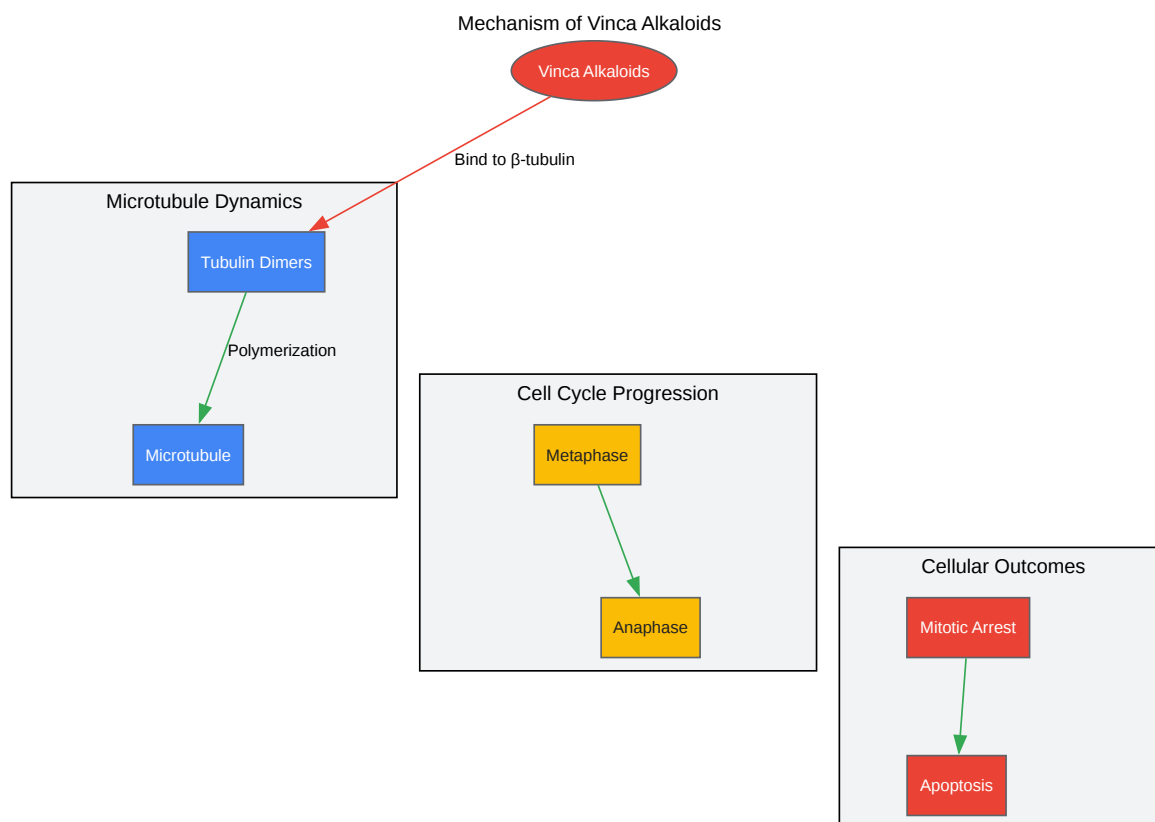 Mechanism of Vinca Alkaloids
Vinca Alkaloids
Bind to β-tubulin
Microtubule Dynamics
Tubulin Dimers
Polymerization
Microtubule
Cell Cycle Progression
Metaphase
Anaphase
Cellular Outcomes
Mitotic Arrest
Apoptosis